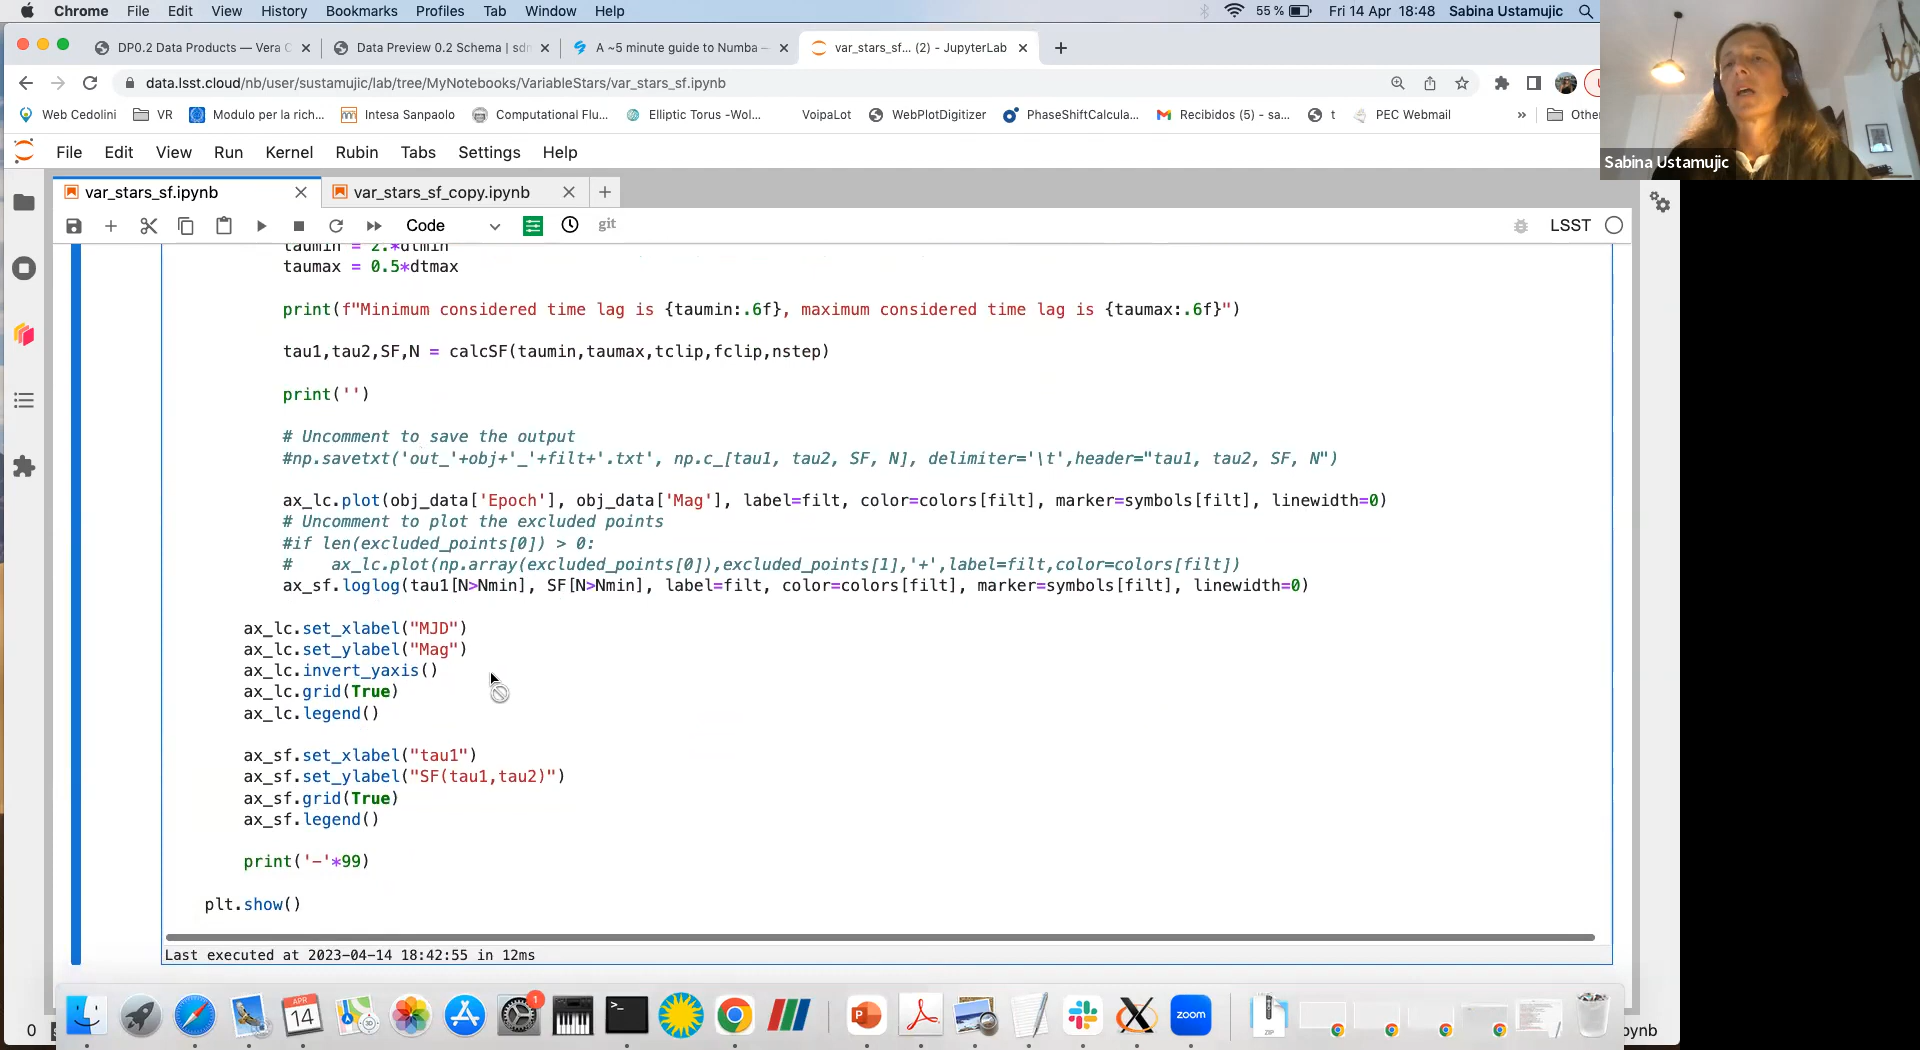 Chrome File Edit View History Bookmarks Profiles Tab Window Help 55 % Fri 14 Apr 18:48 Sabina Ustamujic
DP0.2 Data Products — Vera C Data Preview 0.2 Schema | sdm A ~5 minute guide to Numba — var_stars_sf... (2) - JupyterLab
data.lsst.cloud/nb/user/sustamujic/lab/tree/MyNotebooks/VariableStars/var_stars_sf.ipynb
Web Cedolini VR Modulo per la rich... Intesa Sanpaolo Computational Flu... Elliptic Torus -Wol... VoipaLot WebPlotDigitizer PhaseShiftCalcula... Recibidos (5) - sa... t PEC Webmail » Other
Sabina Ustamujic
File Edit View Run Kernel Rubin Tabs Settings Help
var_stars_sf.ipynb var_stars_sf_copy.ipynb
Code git LSST
taumin = 2.*dtmin
taumax = 0.5*dtmax
print(f"Minimum considered time lag is {taumin:.6f}, maximum considered time lag is {taumax:.6f}")
tau1,tau2,SF,N = calcSF(taumin,taumax,tclip,fclip,nstep)
print('')
# Uncomment to save the output
#np.savetxt('out_'+obj+'_'+filt+'.txt', np.c_[tau1, tau2, SF, N], delimiter='\t',header="tau1, tau2, SF, N")
ax_lc.plot(obj_data['Epoch'], obj_data['Mag'], label=filt, color=colors[filt], marker=symbols[filt], linewidth=0)
# Uncomment to plot the excluded points
#if len(excluded_points[0]) > 0:
#    ax_lc.plot(np.array(excluded_points[0]),excluded_points[1],'+',label=filt,color=colors[filt])
ax_sf.loglog(tau1[N>Nmin], SF[N>Nmin], label=filt, color=colors[filt], marker=symbols[filt], linewidth=0)
ax_lc.set_xlabel("MJD")
ax_lc.set_ylabel("Mag")
ax_lc.invert_yaxis()
ax_lc.grid(True)
ax_lc.legend()
ax_sf.set_xlabel("tau1")
ax_sf.set_ylabel("SF(tau1,tau2)")
ax_sf.grid(True)
ax_sf.legend()
print('-'*99)
plt.show()
Last executed at 2023-04-14 18:42:55 in 12ms
APR
14
1
zoom
ZIP
0 ynb